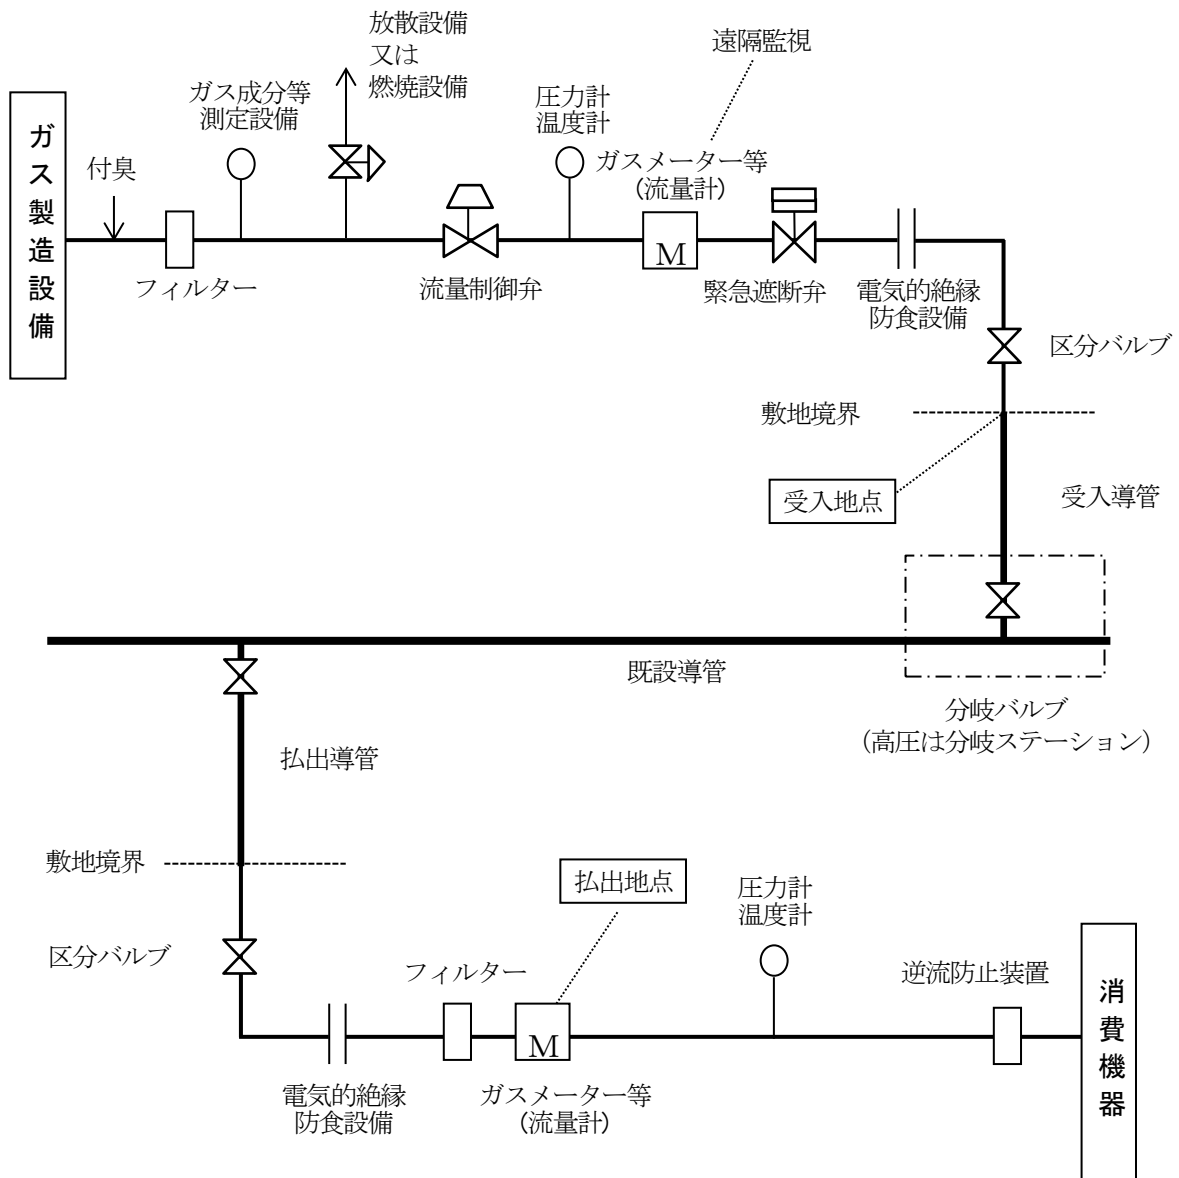 放散設備
又は
燃焼設備
遠隔監視
ガス成分等
測定設備
圧力計
温度計
ガス製造設備
付臭
ガスメーター等
(流量計)
M
フィルター
流量制御弁
緊急遮断弁
電気的絶縁
防食設備
区分バルブ
敷地境界
受入地点
受入導管
既設導管
分岐バルブ
(高圧は分岐ステーション)
払出導管
敷地境界
払出地点
圧力計
温度計
区分バルブ
フィルター
逆流防止装置
消費機器
M
電気的絶縁
防食設備
ガスメーター等
(流量計)